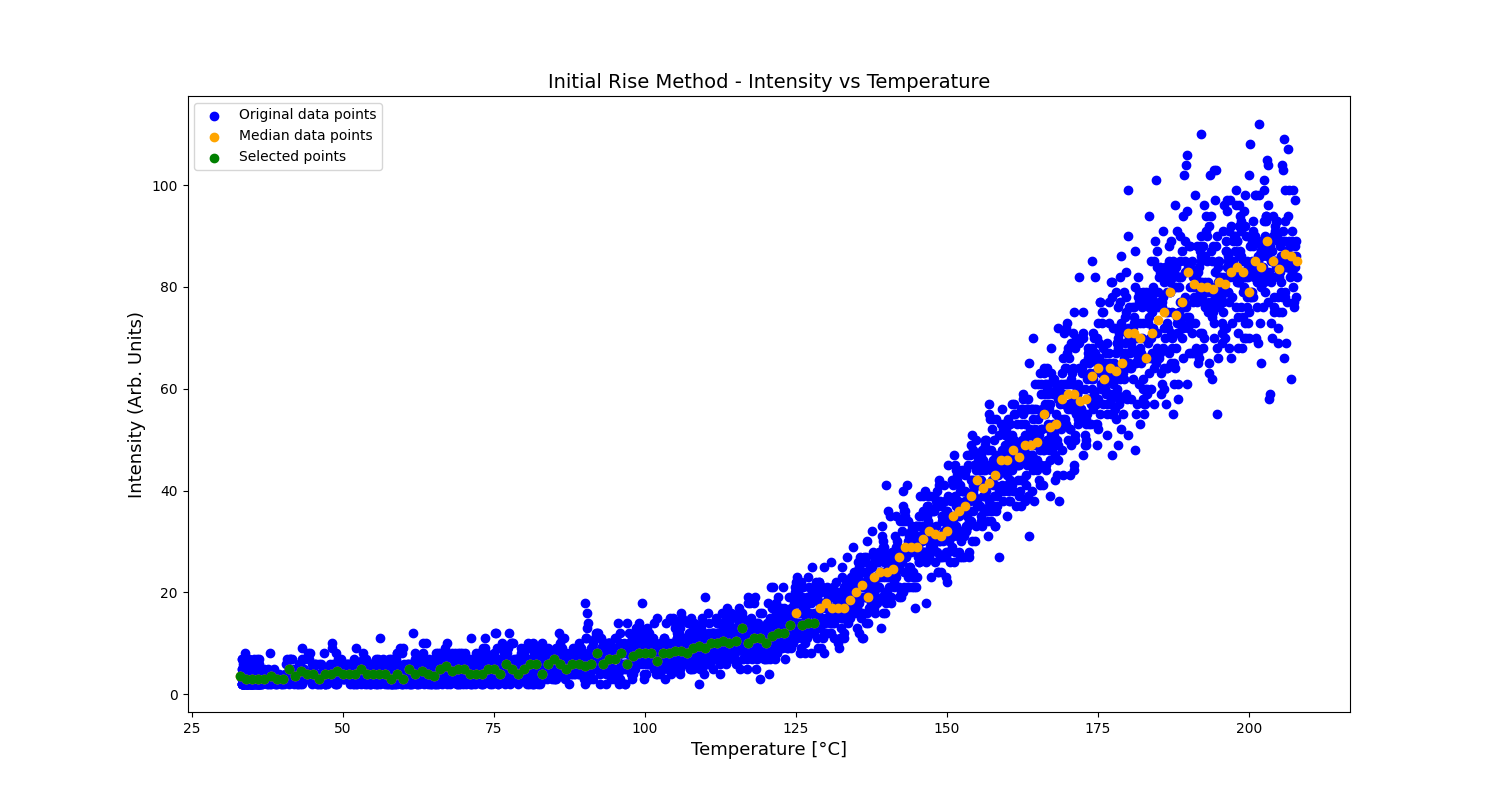 Initial Rise Method - Intensity vs Temperature
Original data points
Median data points
Selected points
Intensity (Arb. Units)
100
80
60
40
20
0
25 50 75 100 125 150 175 200
Temperature [°C]